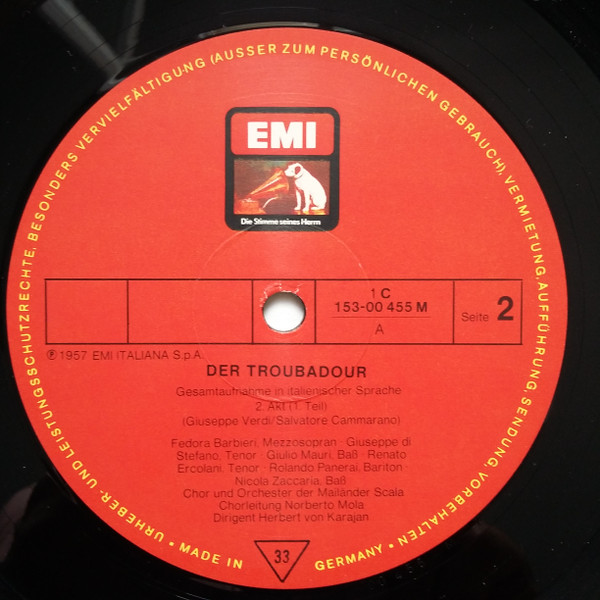 URHEBER- UND LEISTUNGSSCHUTZRECHTE, BESONDERS VERVIELFÄLTIGUNG (AUSSER ZUM PERSÖNLICHEN GEBRAUCH), VERMIETUNG, AUFFÜHRUNG, SENDUNG, VORBEHALTEN • MADE IN GERMANY •
EMI
Die Stimme seines Herrn
1 C
153-00 455 M
A
Seite 2
℗ 1957 EMI ITALIANA S.p.A.
DER TROUBADOUR
Gesamtaufnahme in italienischer Sprache
2. Akt (1. Teil)
(Giuseppe Verdi/Salvatore Cammarano)
Fedora Barbieri, Mezzosopran · Giuseppe di
Stefano, Tenor · Giulio Mauri, Baß · Renato
Ercolani, Tenor · Rolando Panerai, Bariton ·
Nicola Zaccaria, Baß
Chor und Orchester der Mailänder Scala
Chorleitung Norberto Mola
Dirigent Herbert von Karajan
33